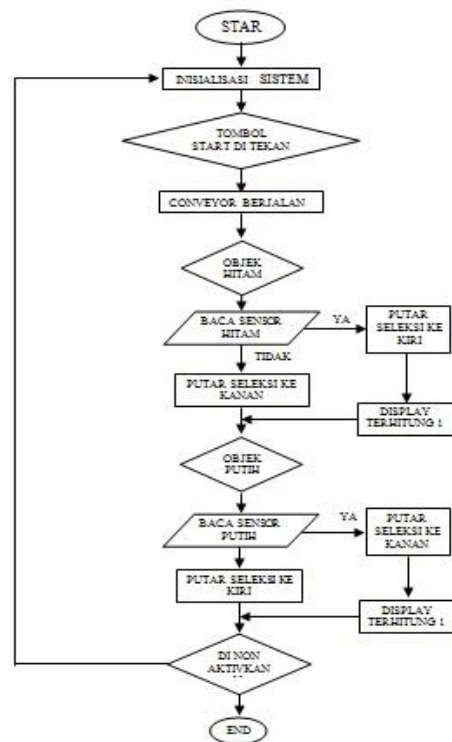 STAR
INISIALISASI SISTEM
TOMBOL
START DI TEKAN
CONVEYOR BERJALAN
OBJEK
HITAM
BACA SENSOR
HITAM
YA
PUTAR
SELEKSI KE
KIRI
TIDAK
PUTAR SELEKSI KE
KANAN
DISPLAY
TERHITUNG 1
OBJEK
PUTIH
BACA SENSOR
PUTIH
YA
PUTAR
SELEKSI KE
KANAN
PUTAR SELEKSI KE
KIRI
DISPLAY
TERHITUNG 1
DI NON
AKTIVKAN
END